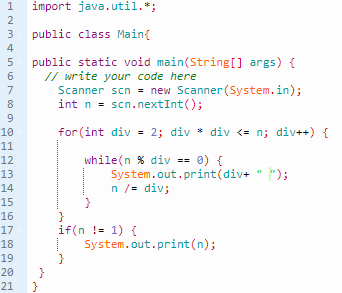 1 import java.util.*;
2
3 public class Main{
4
5 public static void main(String[] args) {
6 // write your code here
7 Scanner scn = new Scanner(System.in);
8 int n = scn.nextInt();
9
10 for(int div = 2; div * div <= n; div++) {
11
12 while(n % div == 0) {
13 System.out.print(div+ " ");
14 n /= div;
15 }
16 }
17 if(n != 1) {
18 System.out.print(n);
19 }
20 }
21 }